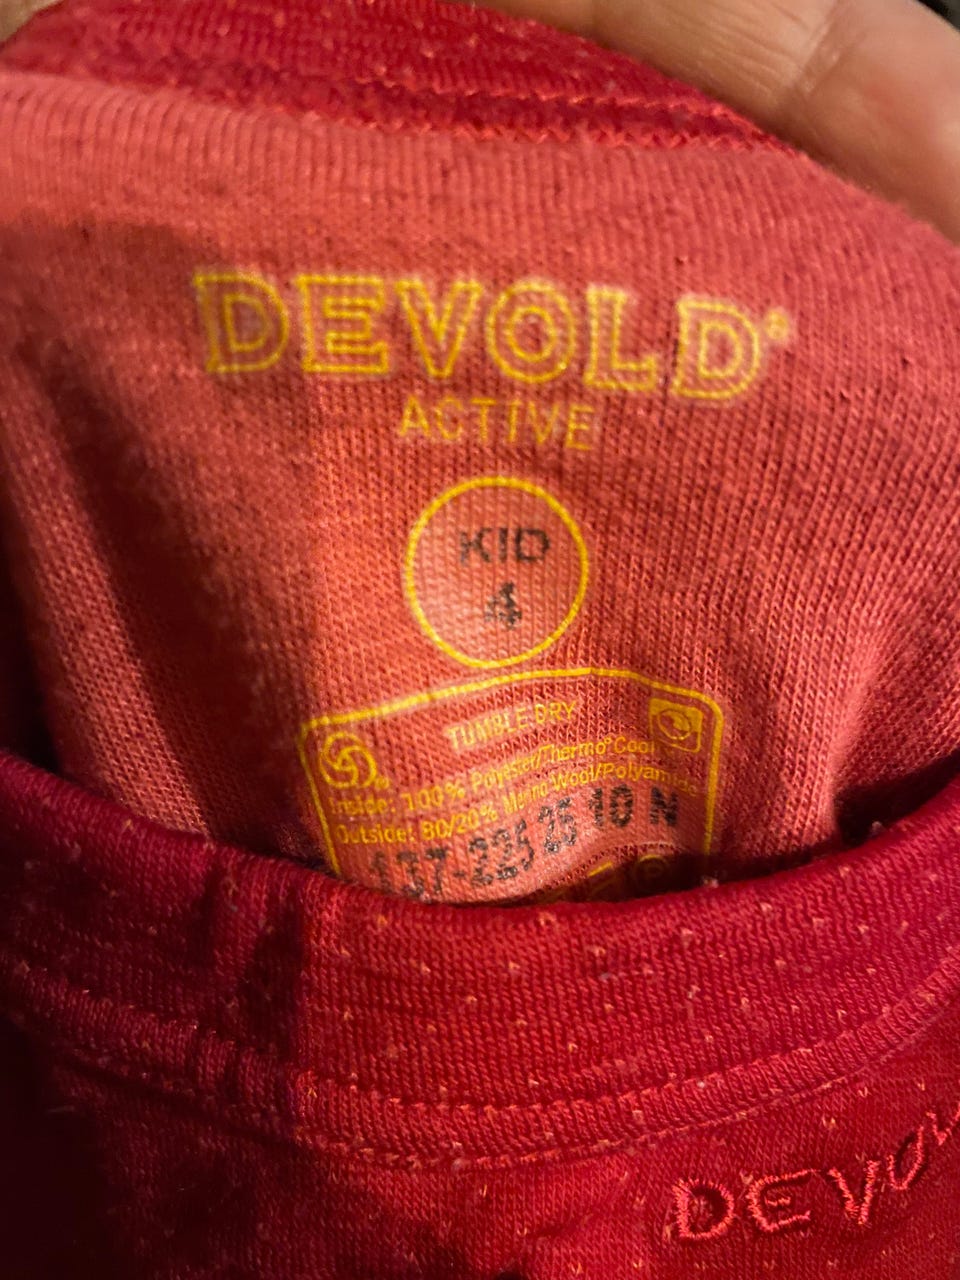 DEVOLD®
ACTIVE
KID
4
TUMBLE DRY
Inside: 100% Polyester/Thermo°Cool
Outside: 80/20% Merino Wool/Polyamide
137-225 25 10 N
DEVO